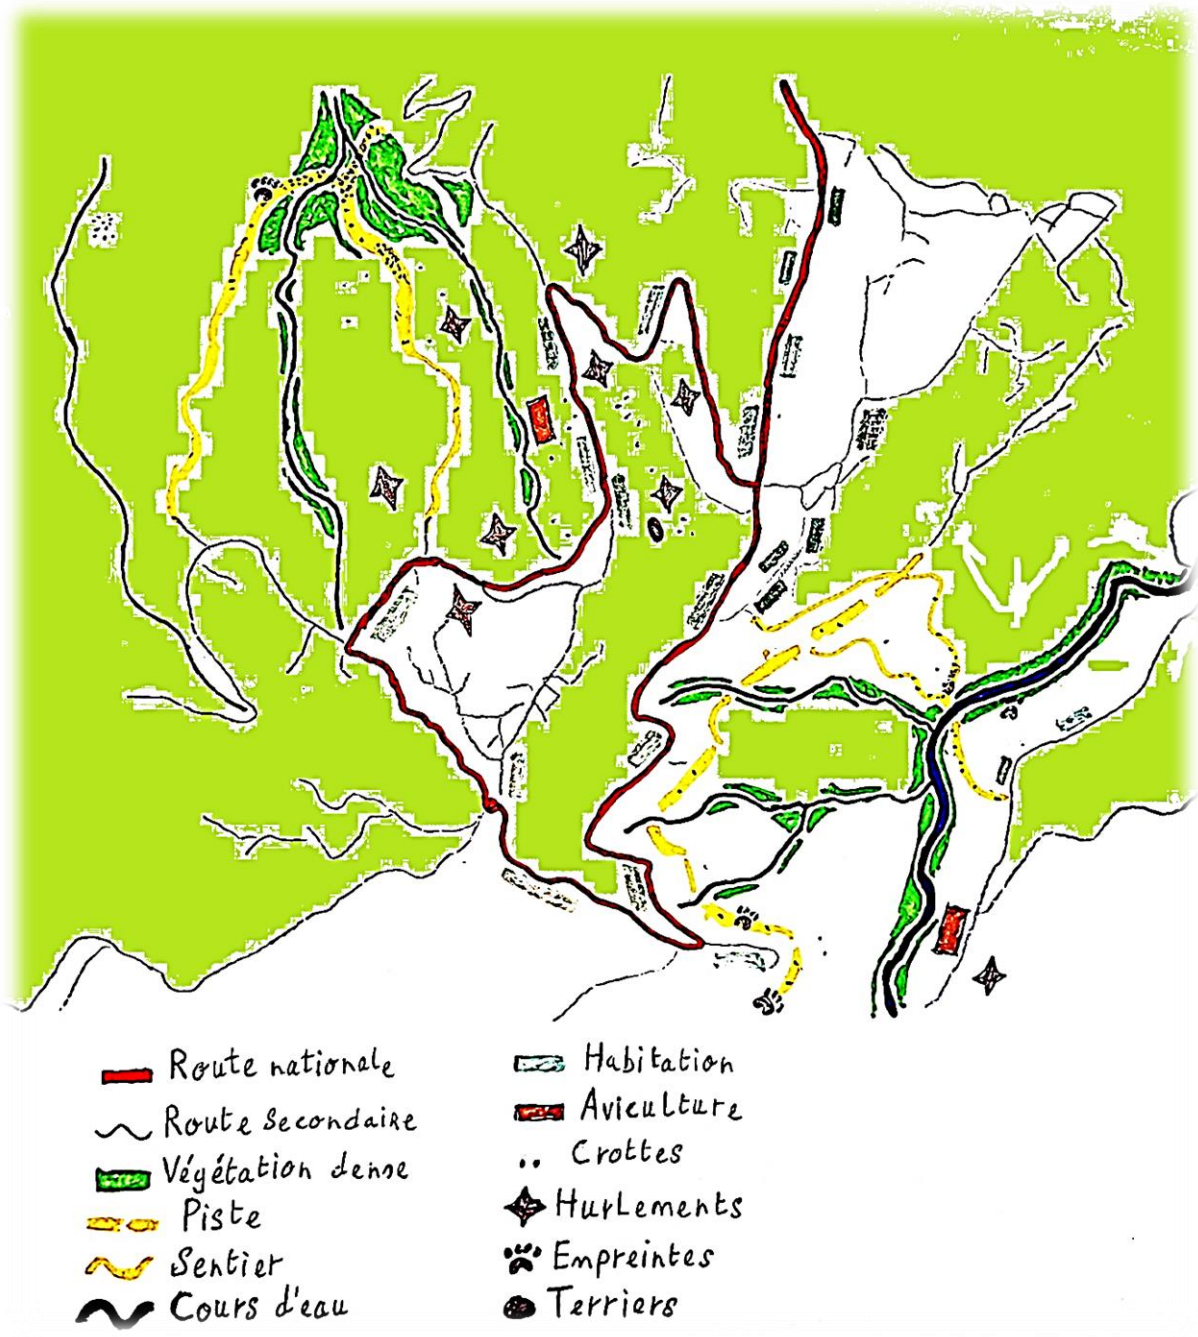 Route nationale
Route Secondaire
Végétation dense
Piste
Sentier
Cours d'eau
Habitation
Aviculture
Crottes
Hurlements
Empreintes
Terriers